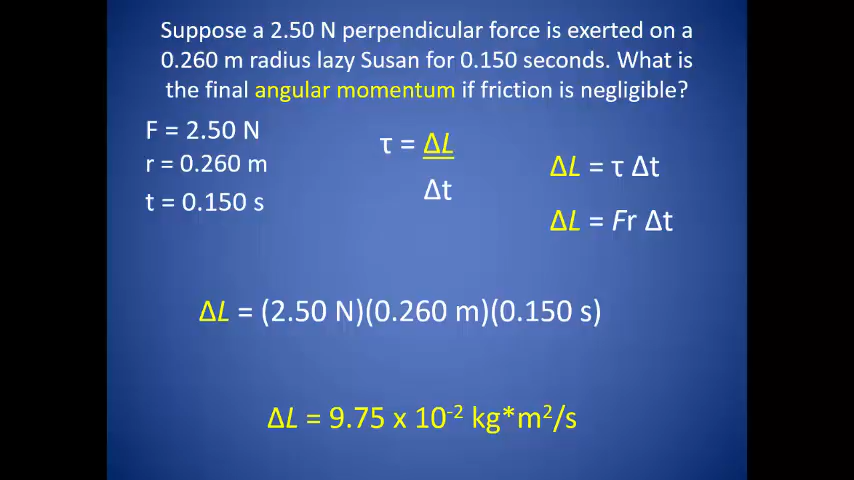 Suppose a 2.50 N perpendicular force is exerted on a
0.260 m radius lazy Susan for 0.150 seconds. What is
the final angular momentum if friction is negligible?
F = 2.50 N
r = 0.260 m
t = 0.150 s
τ = ΔL
Δt
ΔL = τ Δt
ΔL = Fr Δt
ΔL = (2.50 N)(0.260 m)(0.150 s)
ΔL = 9.75 x 10⁻² kg*m²/s